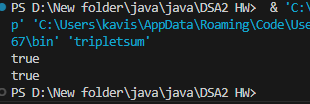 PS D:\New folder\java\java\DSA2 HW>  & 'C:\
p' 'C:\Users\kavis\AppData\Roaming\Code\Use
67\bin' 'tripletsum'
true
true
PS D:\New folder\java\java\DSA2 HW>